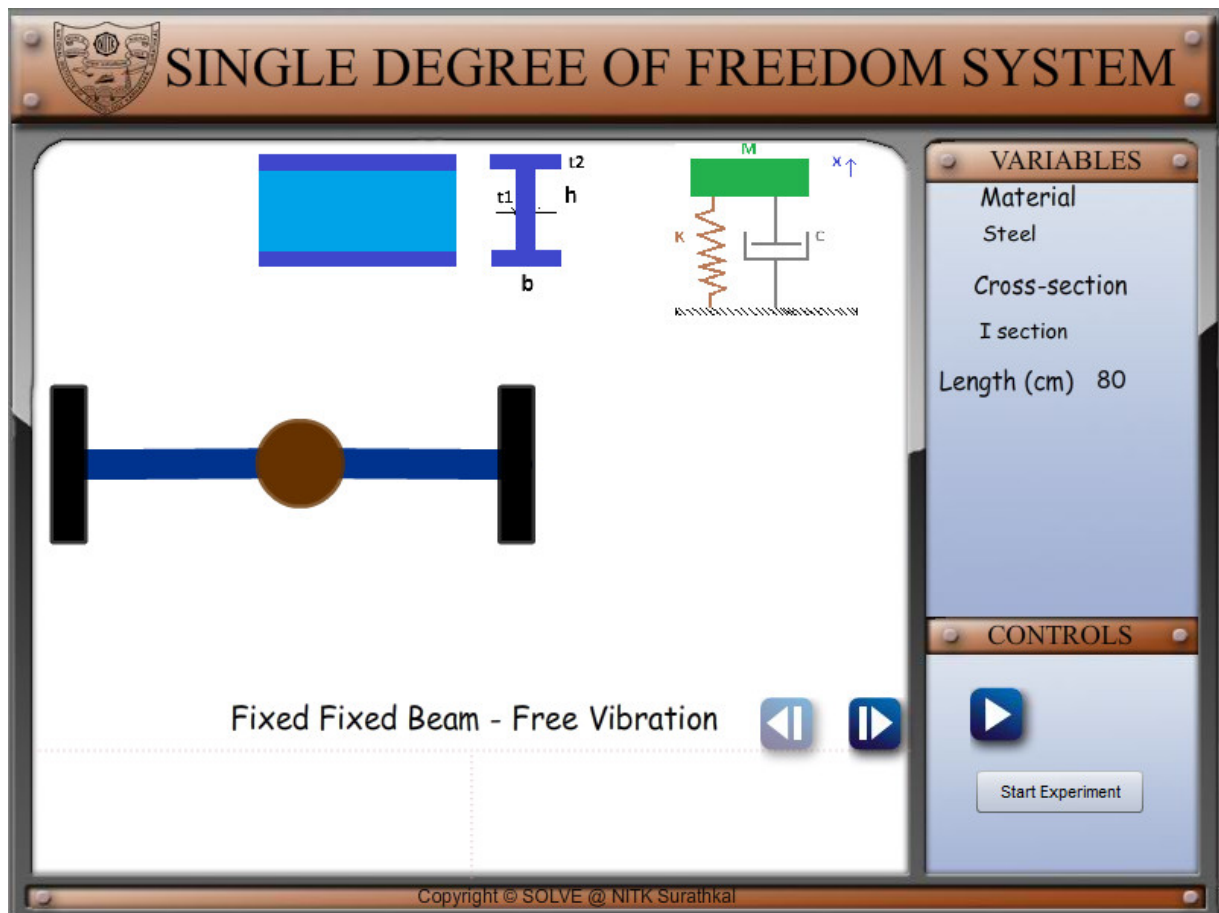 SINGLE DEGREE OF FREEDOM SYSTEM
t2
t1
h
b
M
x
K
C
VARIABLES
Material
Steel
Cross-section
I section
Length (cm) 80
Fixed Fixed Beam - Free Vibration
CONTROLS
Start Experiment
Copyright © SOLVE @ NITK Surathkal